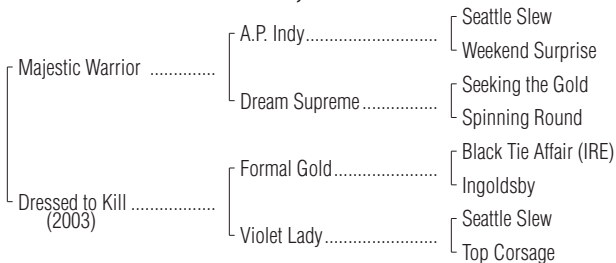 Seattle Slew
A.P. Indy..............................
Weekend Surprise
Majestic Warrior ..............
Seeking the Gold
Dream Supreme.................
Spinning Round
Black Tie Affair (IRE)
Formal Gold........................
Ingoldsby
Dressed to Kill ..................
(2003)
Seattle Slew
Violet Lady..........................
Top Corsage